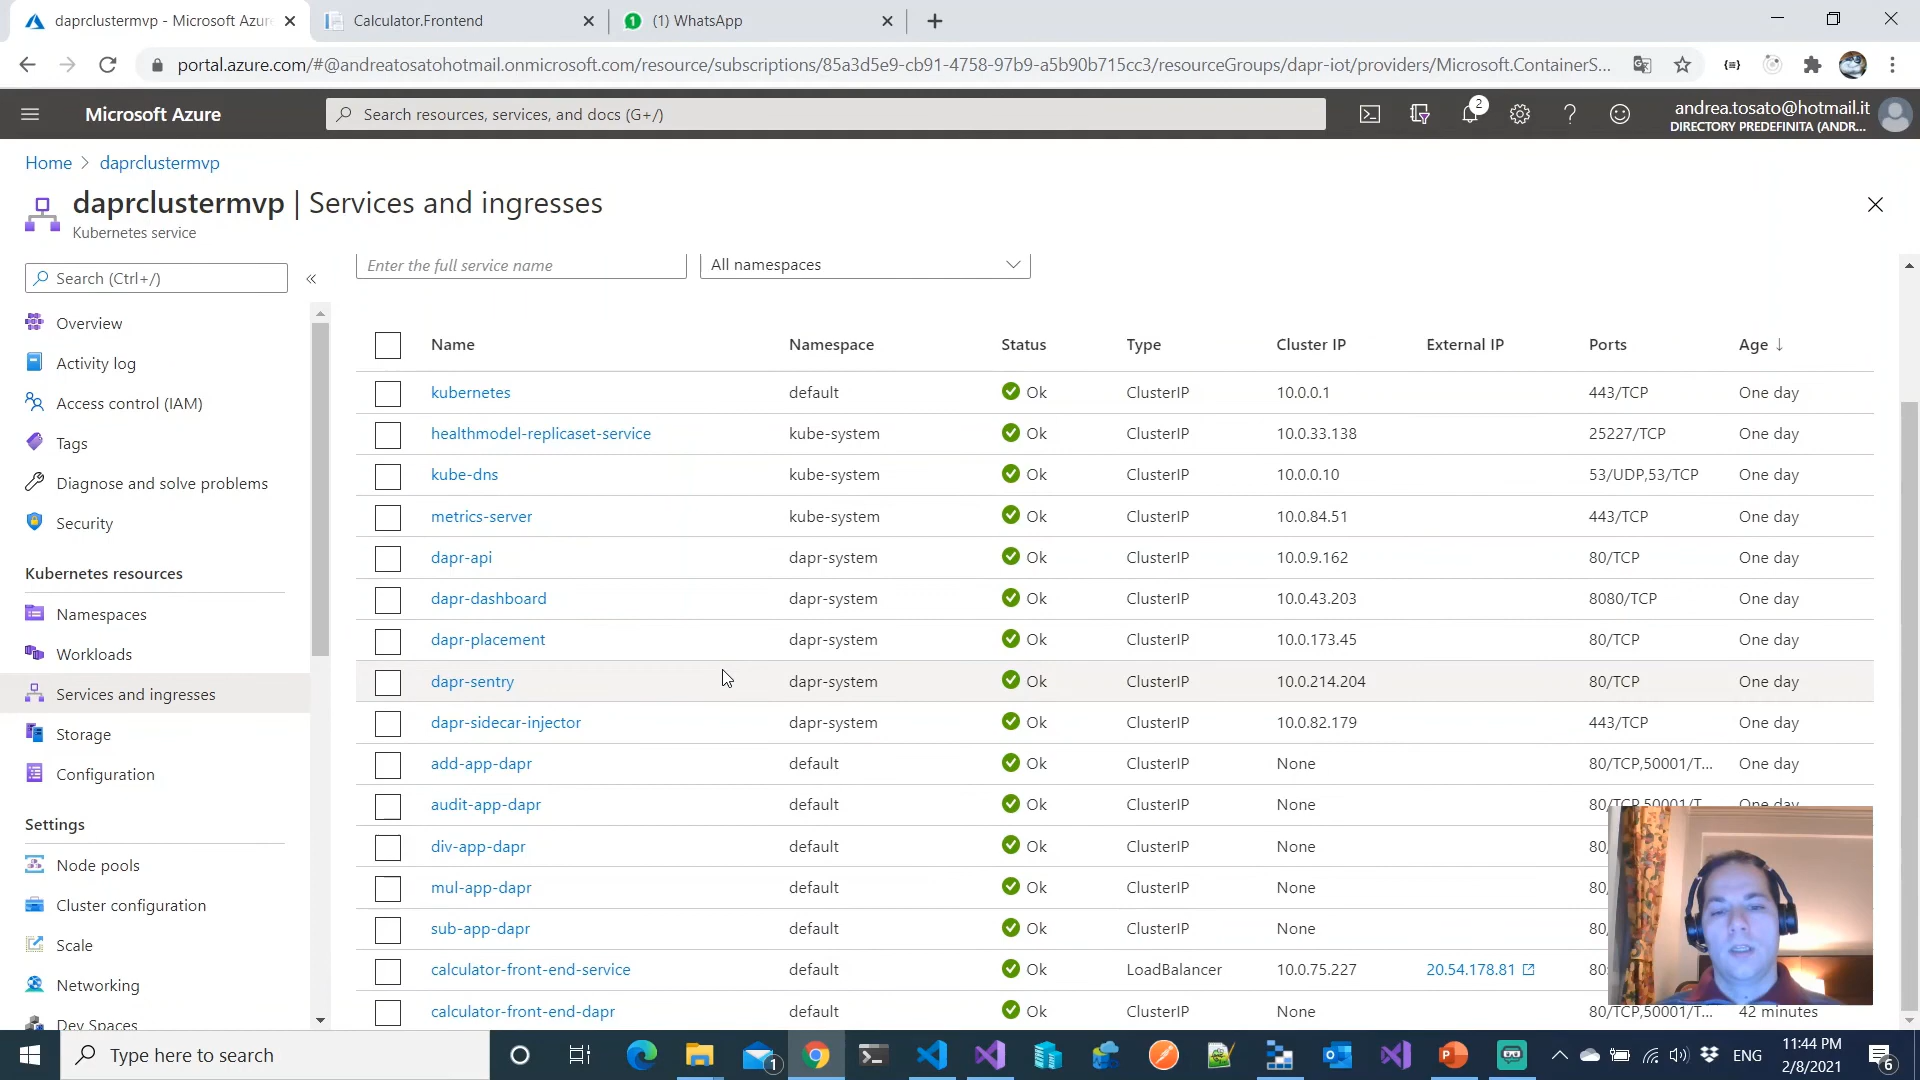 daprclustermvp - Microsoft Azur
Calculator.Frontend
(1) WhatsApp
portal.azure.com/#@andreatosatohotmail.onmicrosoft.com/resource/subscriptions/85a3d5e9-cb91-4758-97b9-a5b90b715cc3/resourceGroups/dapr-iot/providers/Microsoft.ContainerS...
Microsoft Azure
Search resources, services, and docs (G+/)
2
andrea.tosato@hotmail.it
DIRECTORY PREDEFINITA (ANDR...
Home > daprclustermvp
daprclustermvp | Services and ingresses
Kubernetes service
Search (Ctrl+/)
Overview
Activity log
Access control (IAM)
Tags
Diagnose and solve problems
Security
Kubernetes resources
Namespaces
Workloads
Services and ingresses
Storage
Configuration
Settings
Node pools
Cluster configuration
Scale
Networking
Dev Spaces
Enter the full service name
All namespaces
Name Namespace Status Type Cluster IP External IP Ports Age ↓
kubernetes default Ok ClusterIP 10.0.0.1 443/TCP One day
healthmodel-replicaset-service kube-system Ok ClusterIP 10.0.33.138 25227/TCP One day
kube-dns kube-system Ok ClusterIP 10.0.0.10 53/UDP,53/TCP One day
metrics-server kube-system Ok ClusterIP 10.0.84.51 443/TCP One day
dapr-api dapr-system Ok ClusterIP 10.0.9.162 80/TCP One day
dapr-dashboard dapr-system Ok ClusterIP 10.0.43.203 8080/TCP One day
dapr-placement dapr-system Ok ClusterIP 10.0.173.45 80/TCP One day
dapr-sentry dapr-system Ok ClusterIP 10.0.214.204 80/TCP One day
dapr-sidecar-injector dapr-system Ok ClusterIP 10.0.82.179 443/TCP One day
add-app-dapr default Ok ClusterIP None 80/TCP,50001/T... One day
audit-app-dapr default Ok ClusterIP None 80/TCP,50001/T... One day
div-app-dapr default Ok ClusterIP None 80/
mul-app-dapr default Ok ClusterIP None 80/
sub-app-dapr default Ok ClusterIP None 80/
calculator-front-end-service default Ok LoadBalancer 10.0.75.227 20.54.178.81 80:
calculator-front-end-dapr default Ok ClusterIP None 80/TCP,50001/T... 42 minutes
Type here to search
1
ENG
11:44 PM
2/8/2021
6